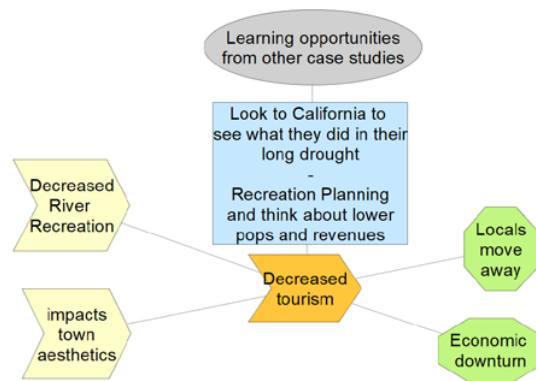 Learning opportunities
from other case studies
Look to California to
see what they did in their
long drought
-
Recreation Planning
and think about lower
pops and revenues
Decreased
River
Recreation
Decreased
tourism
Locals
move
away
impacts
town
aesthetics
Economic
downturn